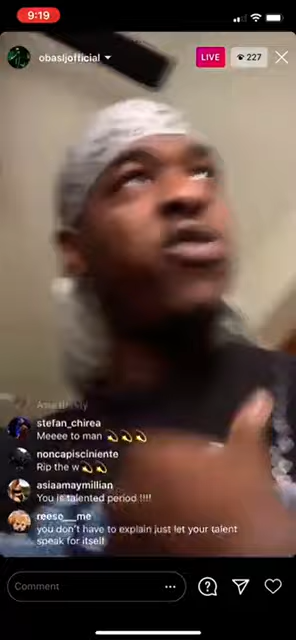 9:19
obasljofficial
LIVE
227
stefan_chirea
Meeee to man 💫💫💫
noncapisciniente
Rip the w💫💫
asiaamaymillian
You is talented period !!!!
reese___me
you don't have to explain just let your talent
speak for itself
Comment